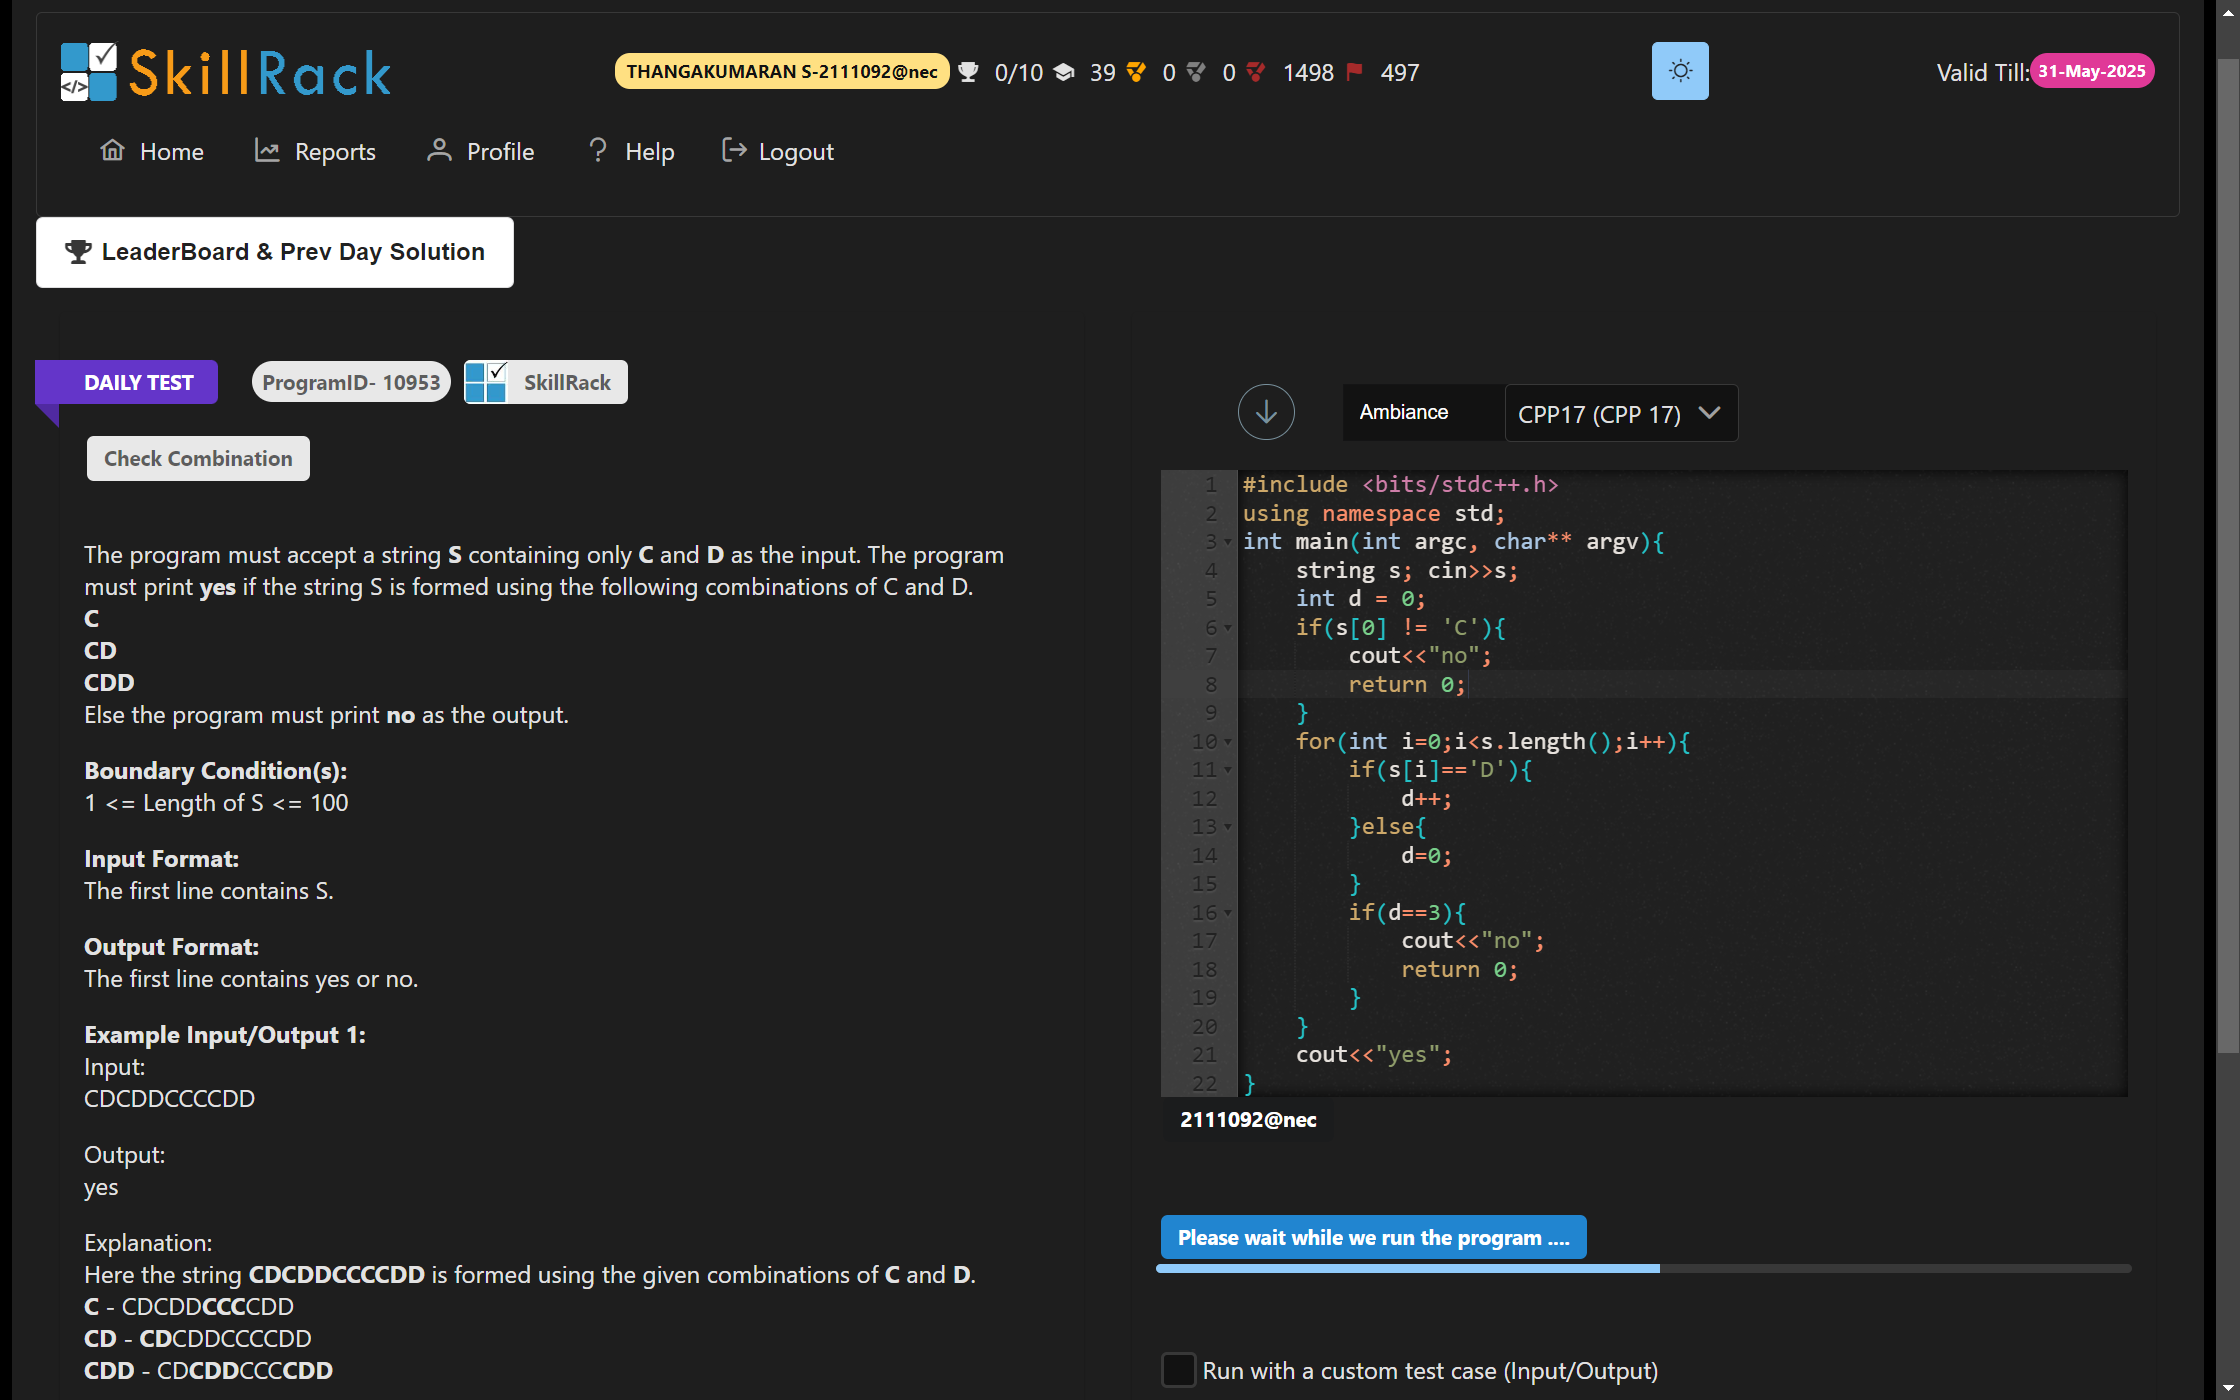 SkillRack
THANGAKUMARAN S-2111092@nec 0/10 39 0 0 1498 497
Valid Till: 31-May-2025
Home Reports Profile Help Logout
LeaderBoard & Prev Day Solution
DAILY TEST ProgramID- 10953 SkillRack
Check Combination
The program must accept a string S containing only C and D as the input. The program
must print yes if the string S is formed using the following combinations of C and D.
C
CD
CDD
Else the program must print no as the output.
Boundary Condition(s):
1 <= Length of S <= 100
Input Format:
The first line contains S.
Output Format:
The first line contains yes or no.
Example Input/Output 1:
Input:
CDCDDCCCCDD
Output:
yes
Explanation:
Here the string CDCDDCCCCDD is formed using the given combinations of C and D.
C - CDCDDCCCCDD
CD - CDCDDCCCCDD
CDD - CDCDDCCCCDD
Ambiance CPP17 (CPP 17)
1 #include <bits/stdc++.h>
2 using namespace std;
3 int main(int argc, char** argv){
4 string s; cin>>s;
5 int d = 0;
6 if(s[0] != 'C'){
7 cout<<"no";
8 return 0;
9 }
10 for(int i=0;i<s.length();i++){
11 if(s[i]=='D'){
12 d++;
13 }else{
14 d=0;
15 }
16 if(d==3){
17 cout<<"no";
18 return 0;
19 }
20 }
21 cout<<"yes";
22 }
2111092@nec
Please wait while we run the program ....
Run with a custom test case (Input/Output)